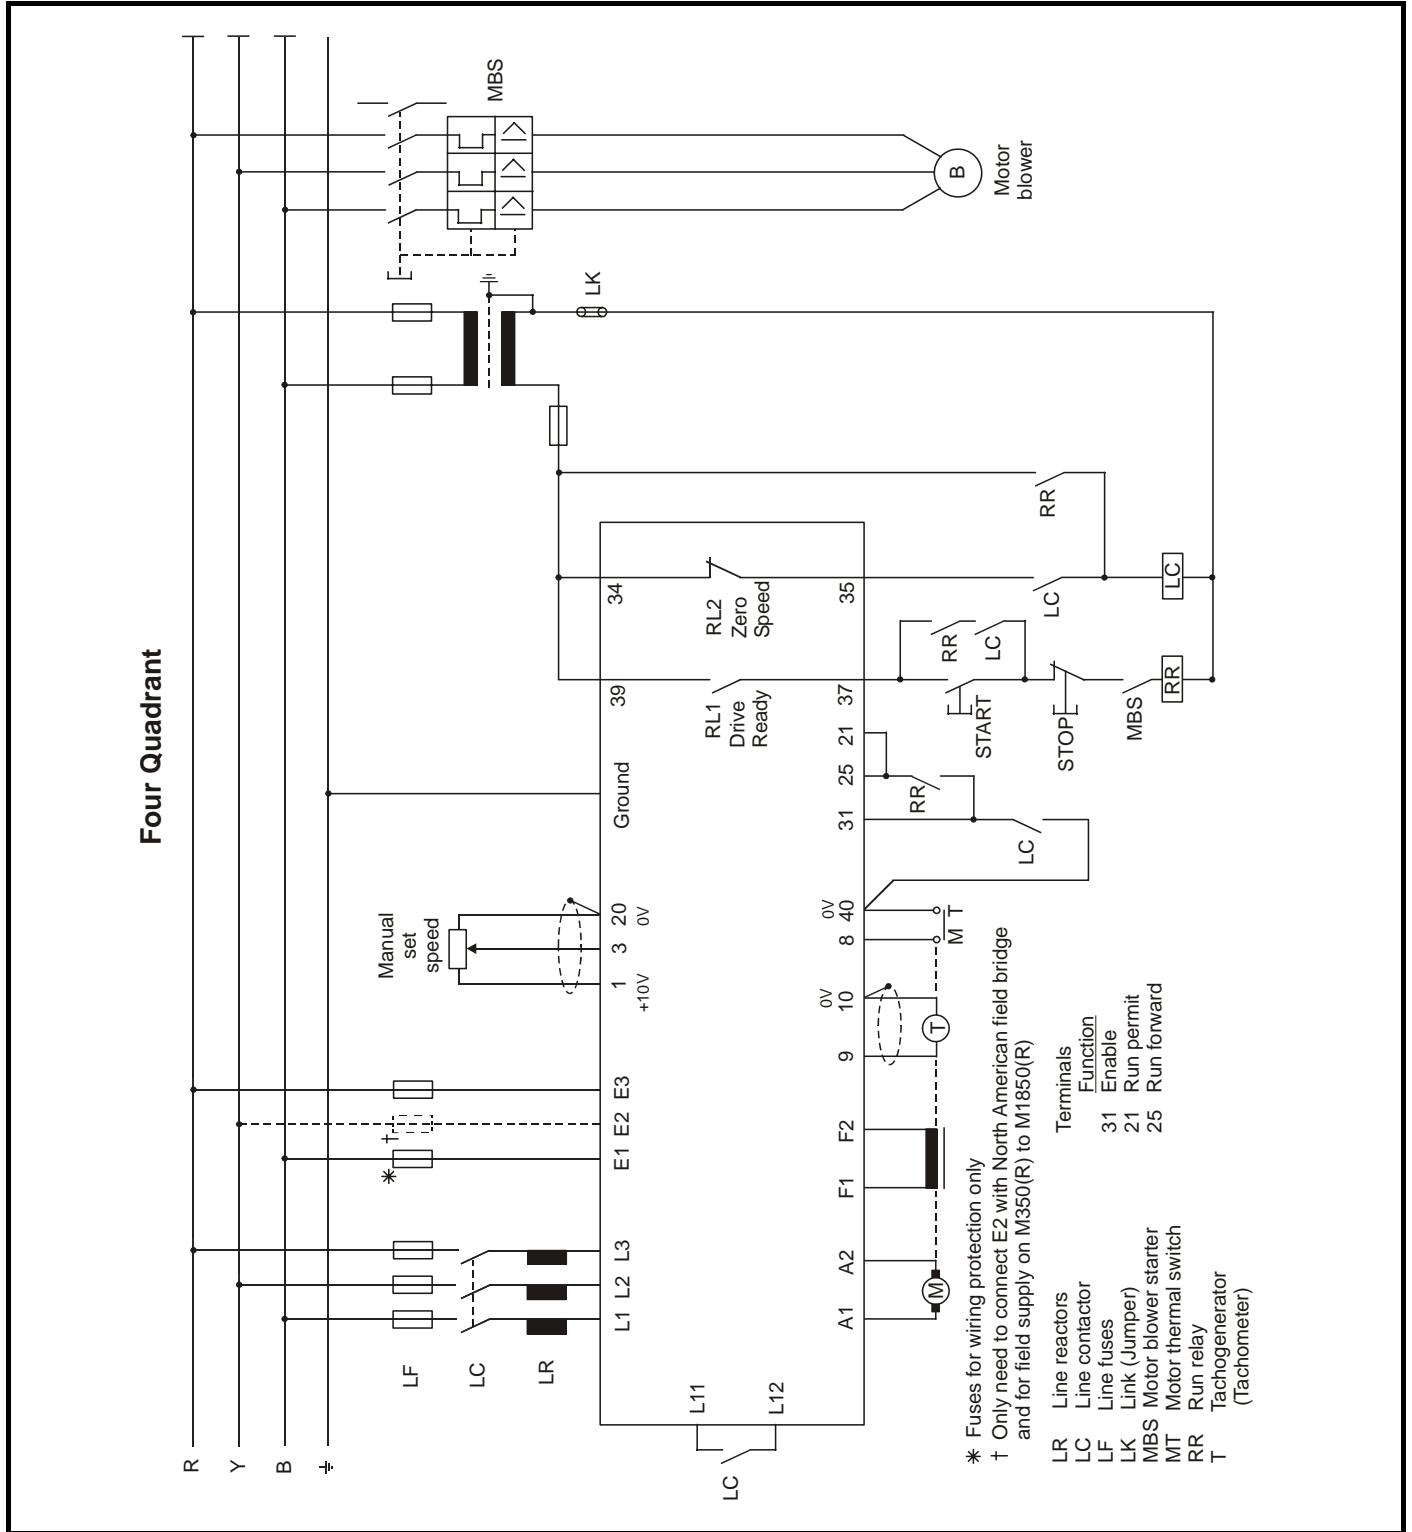 Four Quadrant
R
Y
B
LF
LC
LR
MBS
B
Motor
blower
LK
Manual
set
speed
*
†
L1
L2
L3
E1
E2
E3
1
+10V
3
20
0V
Ground
39
34
L11
L12
LC
RL1
Drive
Ready
RL2
Zero
Speed
A1
A2
F1
F2
9
10
0V
8
40
0V
31
25
21
37
35
M
T
M T
RR
LC
START
RR
LC
STOP
MBS
RR
LC
RR
LC
* Fuses for wiring protection only
† Only need to connect E2 with North American field bridge
and for field supply on M350(R) to M1850(R)
LR Line reactors
LC Line contactor
LF Line fuses
LK Link (Jumper)
MBS Motor blower starter
MT Motor thermal switch
RR Run relay
T Tachogenerator
(Tachometer)
Terminals
Function
31 Enable
21 Run permit
25 Run forward